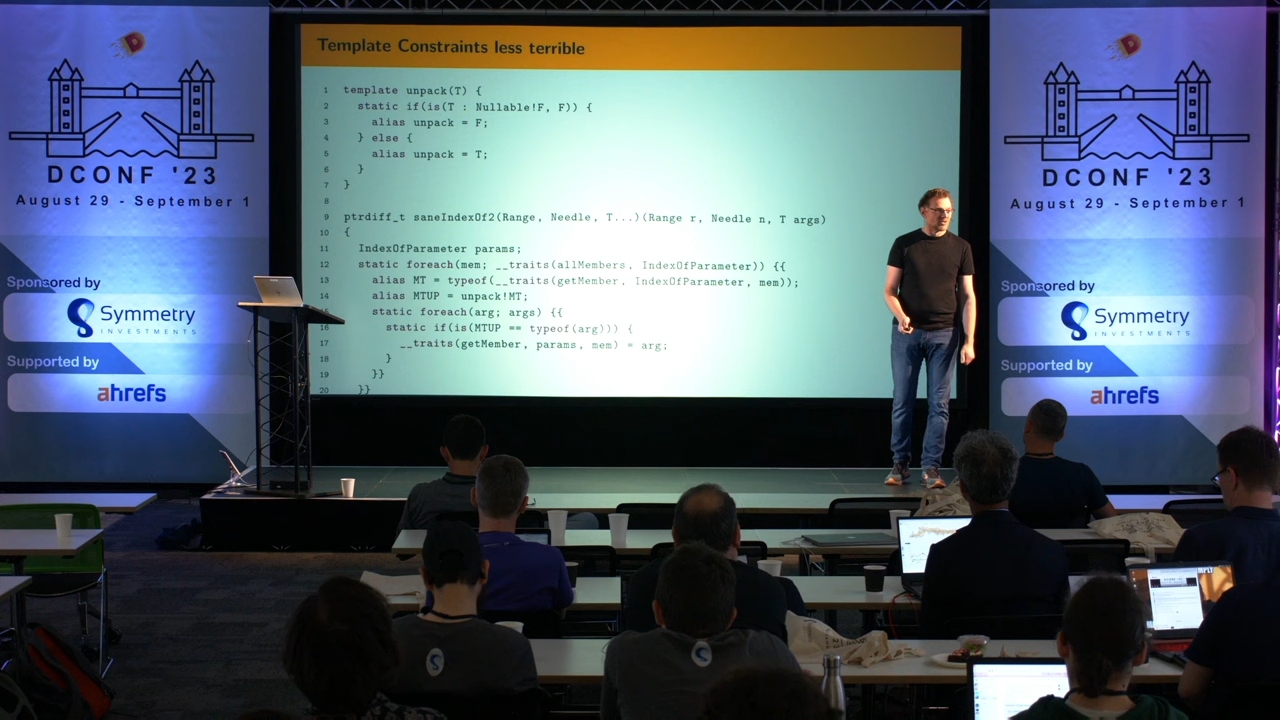 Template Constraints less terrible
1 template unpack(T) {
2 static if(is(T : Nullable!F, F)) {
3 alias unpack = F;
4 } else {
5 alias unpack = T;
6 }
7 }
8
9 ptrdiff_t saneIndexOf2(Range, Needle, T...)(Range r, Needle n, T args)
10 {
11 IndexOfParameter params;
12 static foreach(mem; __traits(allMembers, IndexOfParameter)) {{
13 alias MT = typeof(__traits(getMember, IndexOfParameter, mem));
14 alias MTUP = unpack!MT;
15 static foreach(arg; args) {{
16 static if(is(MTUP == typeof(arg))) {
17 __traits(getMember, params, mem) = arg;
18 }
19 }}
20 }}
DCONF '23
August 29 - September 1
Sponsored by
Symmetry
INVESTMENTS
Supported by
ahrefs
D
DCONF '23
August 29 - September 1
Sponsored by
Symmetry
INVESTMENTS
Supported by
ahrefs